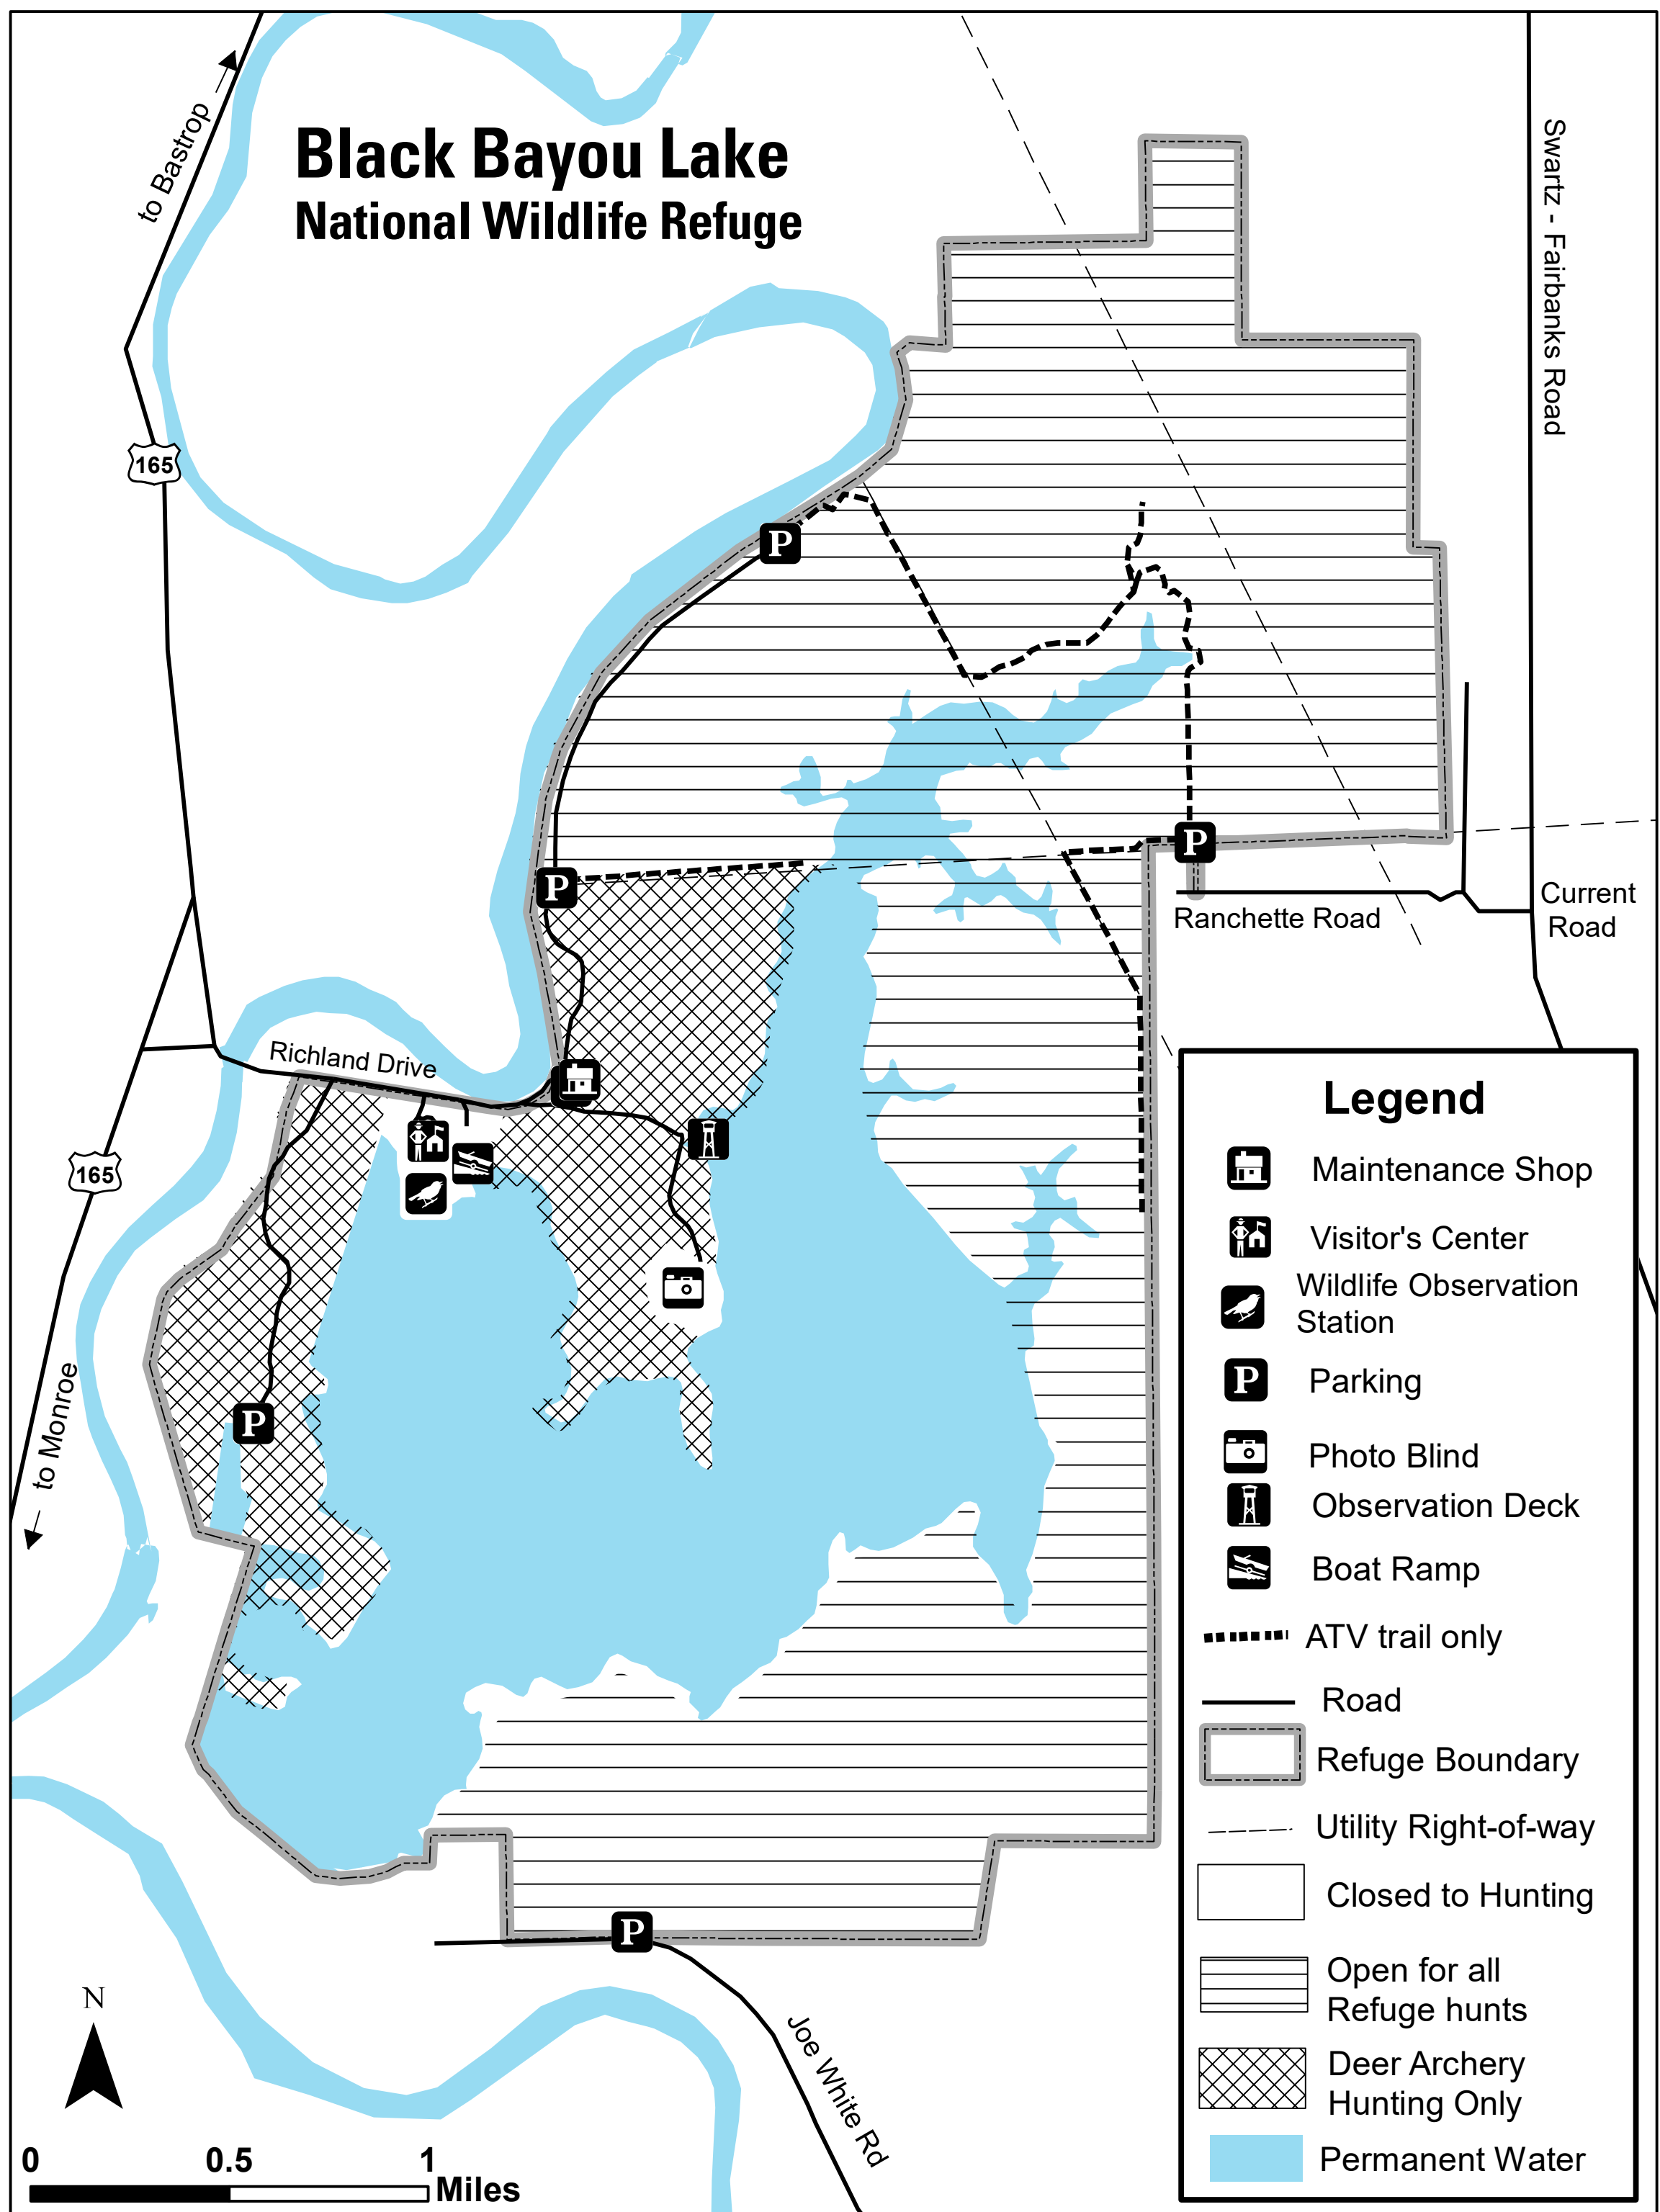 Black Bayou Lake
National Wildlife Refuge
to Bastrop
165
Swartz - Fairbanks Road
P
P
P
Ranchette Road
Current
Road
Richland Drive
165
to Monroe
P
P
Joe White Rd
N
0 0.5 1
Miles
Legend
Maintenance Shop
Visitor's Center
Wildlife Observation
Station
P Parking
Photo Blind
Observation Deck
Boat Ramp
ATV trail only
Road
Refuge Boundary
Utility Right-of-way
Closed to Hunting
Open for all
Refuge hunts
Deer Archery
Hunting Only
Permanent Water